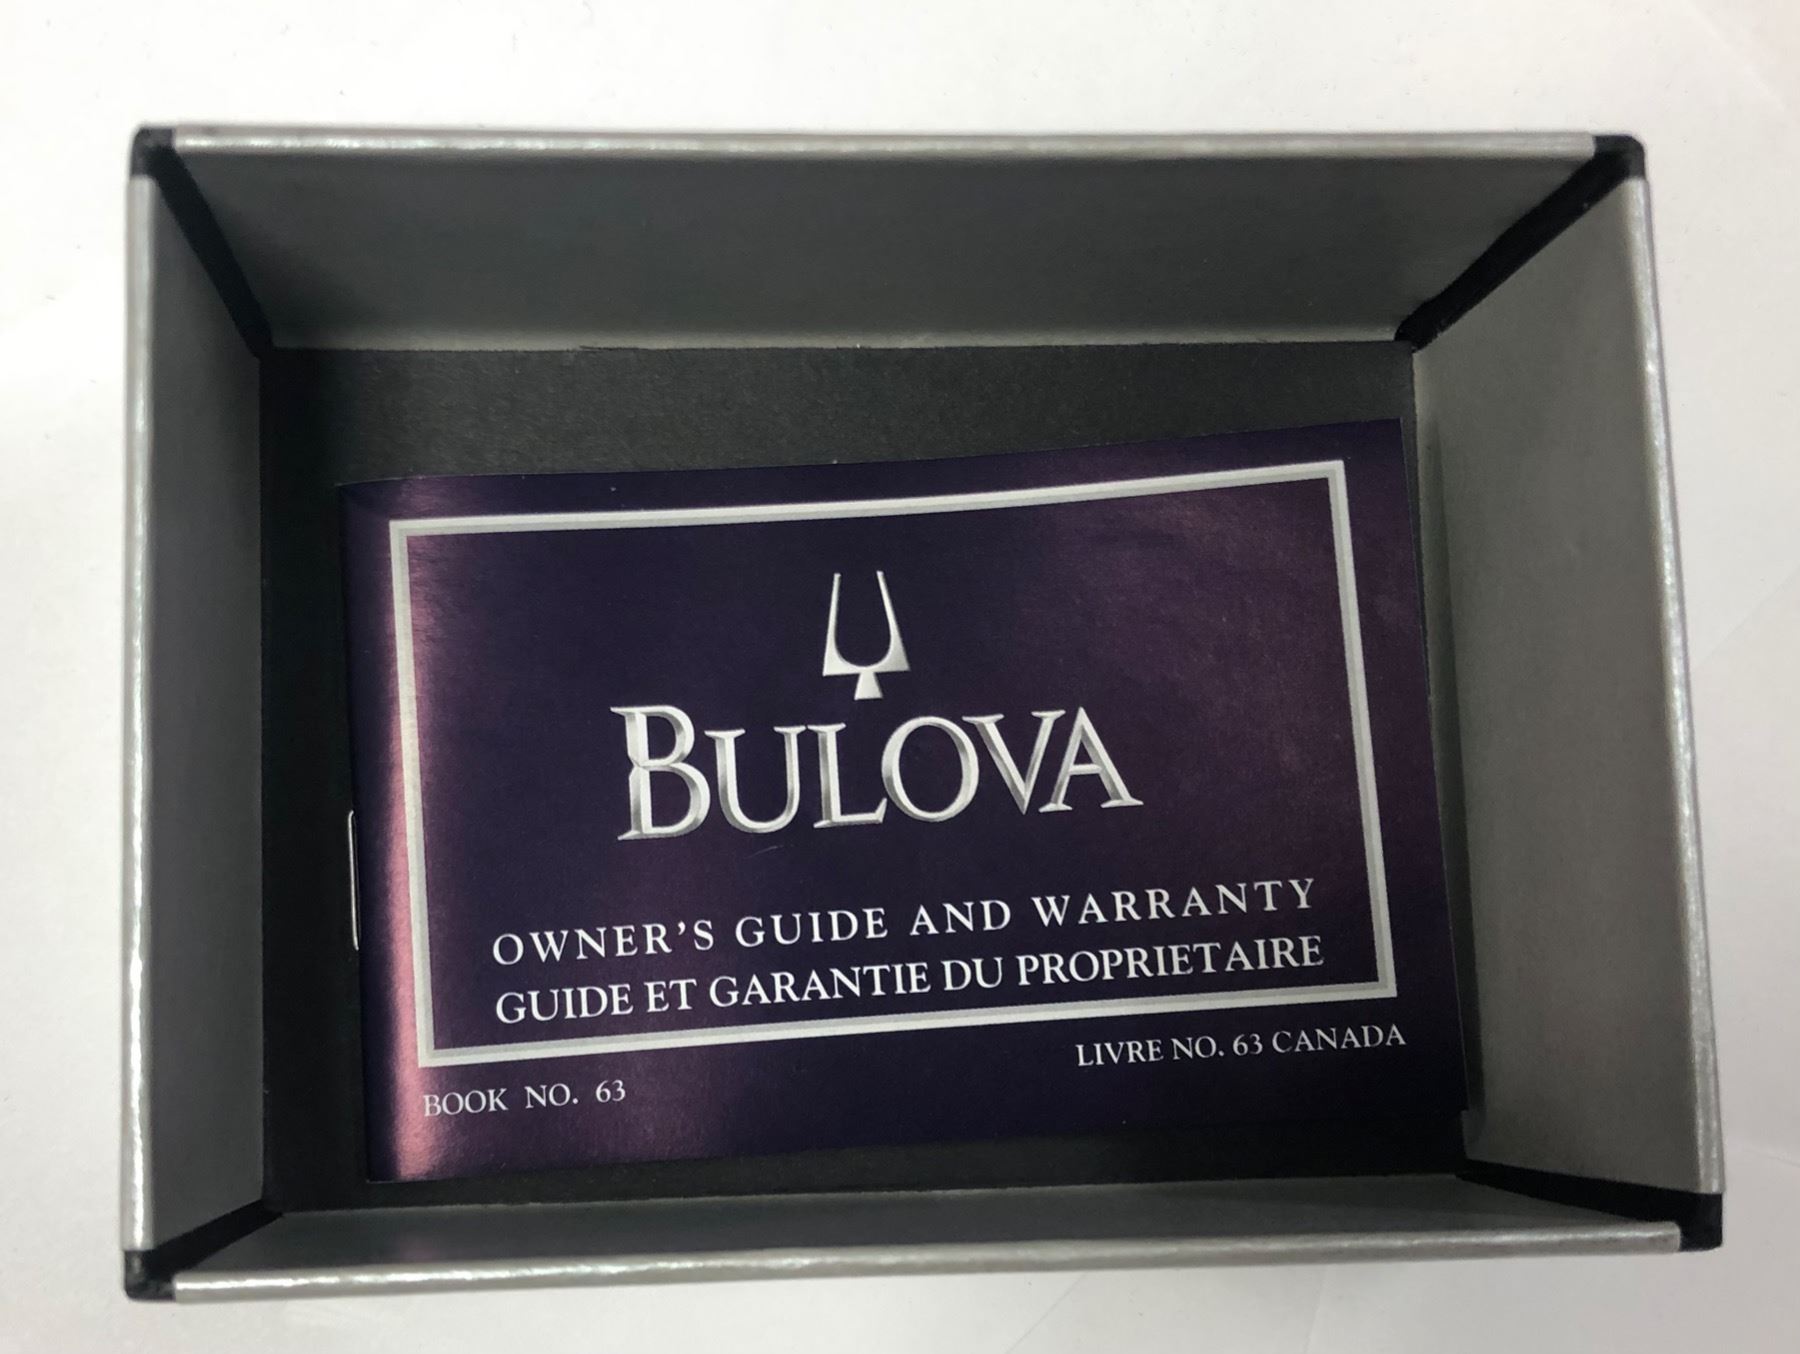 BULOVA
OWNER'S GUIDE AND WARRANTY
GUIDE ET GARANTIE DU PROPRIETAIRE
BOOK NO. 63
LIVRE NO. 63 CANADA